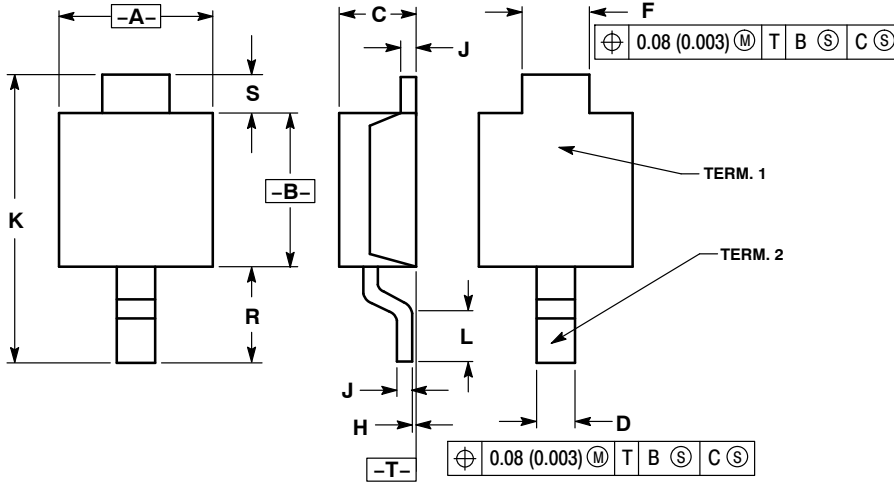 –A–
C
F
⌖ 0.08 (0.003) Ⓜ T B Ⓢ C Ⓢ
J
S
TERM. 1
K
–B–
TERM. 2
R
L
J
D
H
⌖ 0.08 (0.003) Ⓜ T B Ⓢ C Ⓢ
–T–